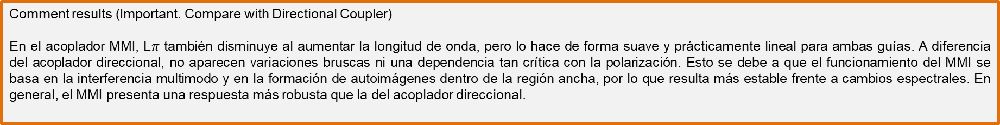 Comment results (Important. Compare with Directional Coupler)
En el acoplador MMI, L𝜋 también disminuye al aumentar la longitud de onda, pero lo hace de forma suave y prácticamente lineal para ambas guías. A diferencia
del acoplador direccional, no aparecen variaciones bruscas ni una dependencia tan crítica con la polarización. Esto se debe a que el funcionamiento del MMI se
basa en la interferencia multimodo y en la formación de autoimágenes dentro de la región ancha, por lo que resulta más estable frente a cambios espectrales. En
general, el MMI presenta una respuesta más robusta que la del acoplador direccional.